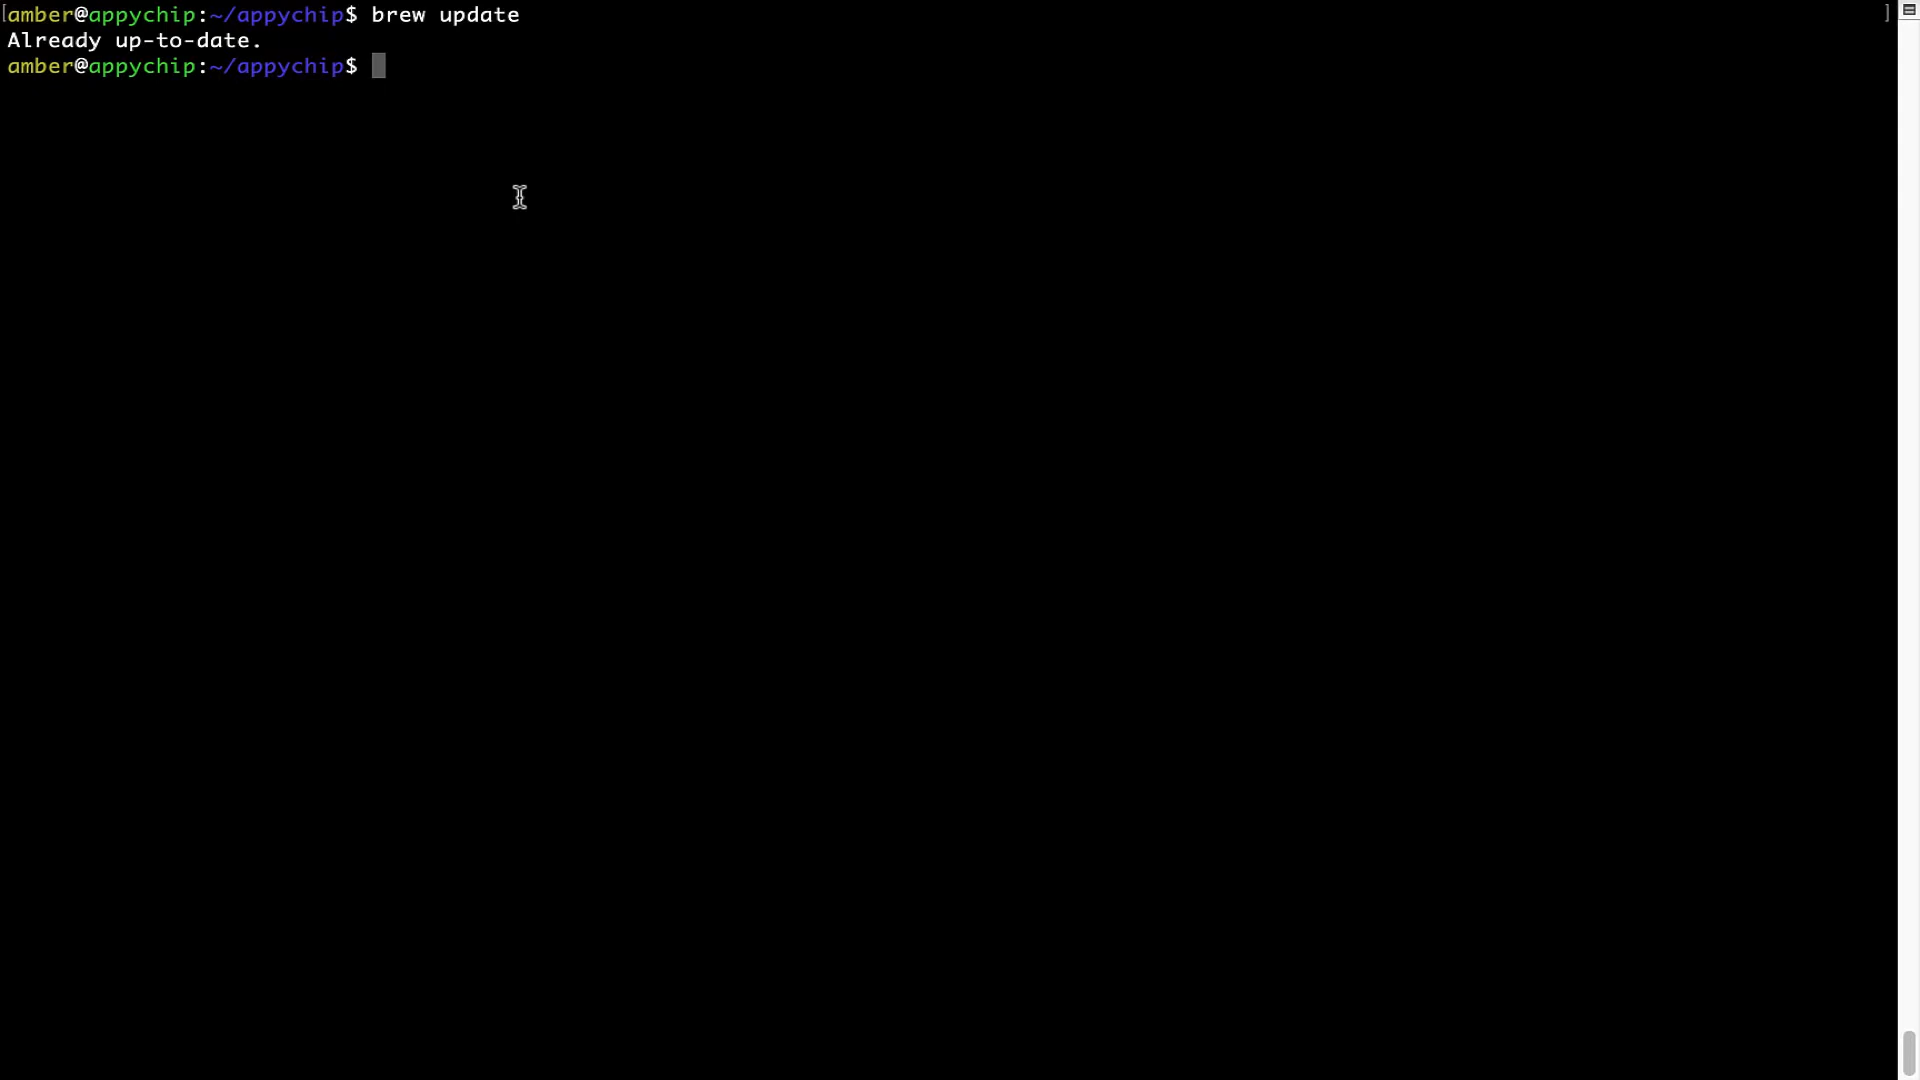 [amber@appychip:~/appychip$ brew update ]
Already up-to-date.
amber@appychip:~/appychip$